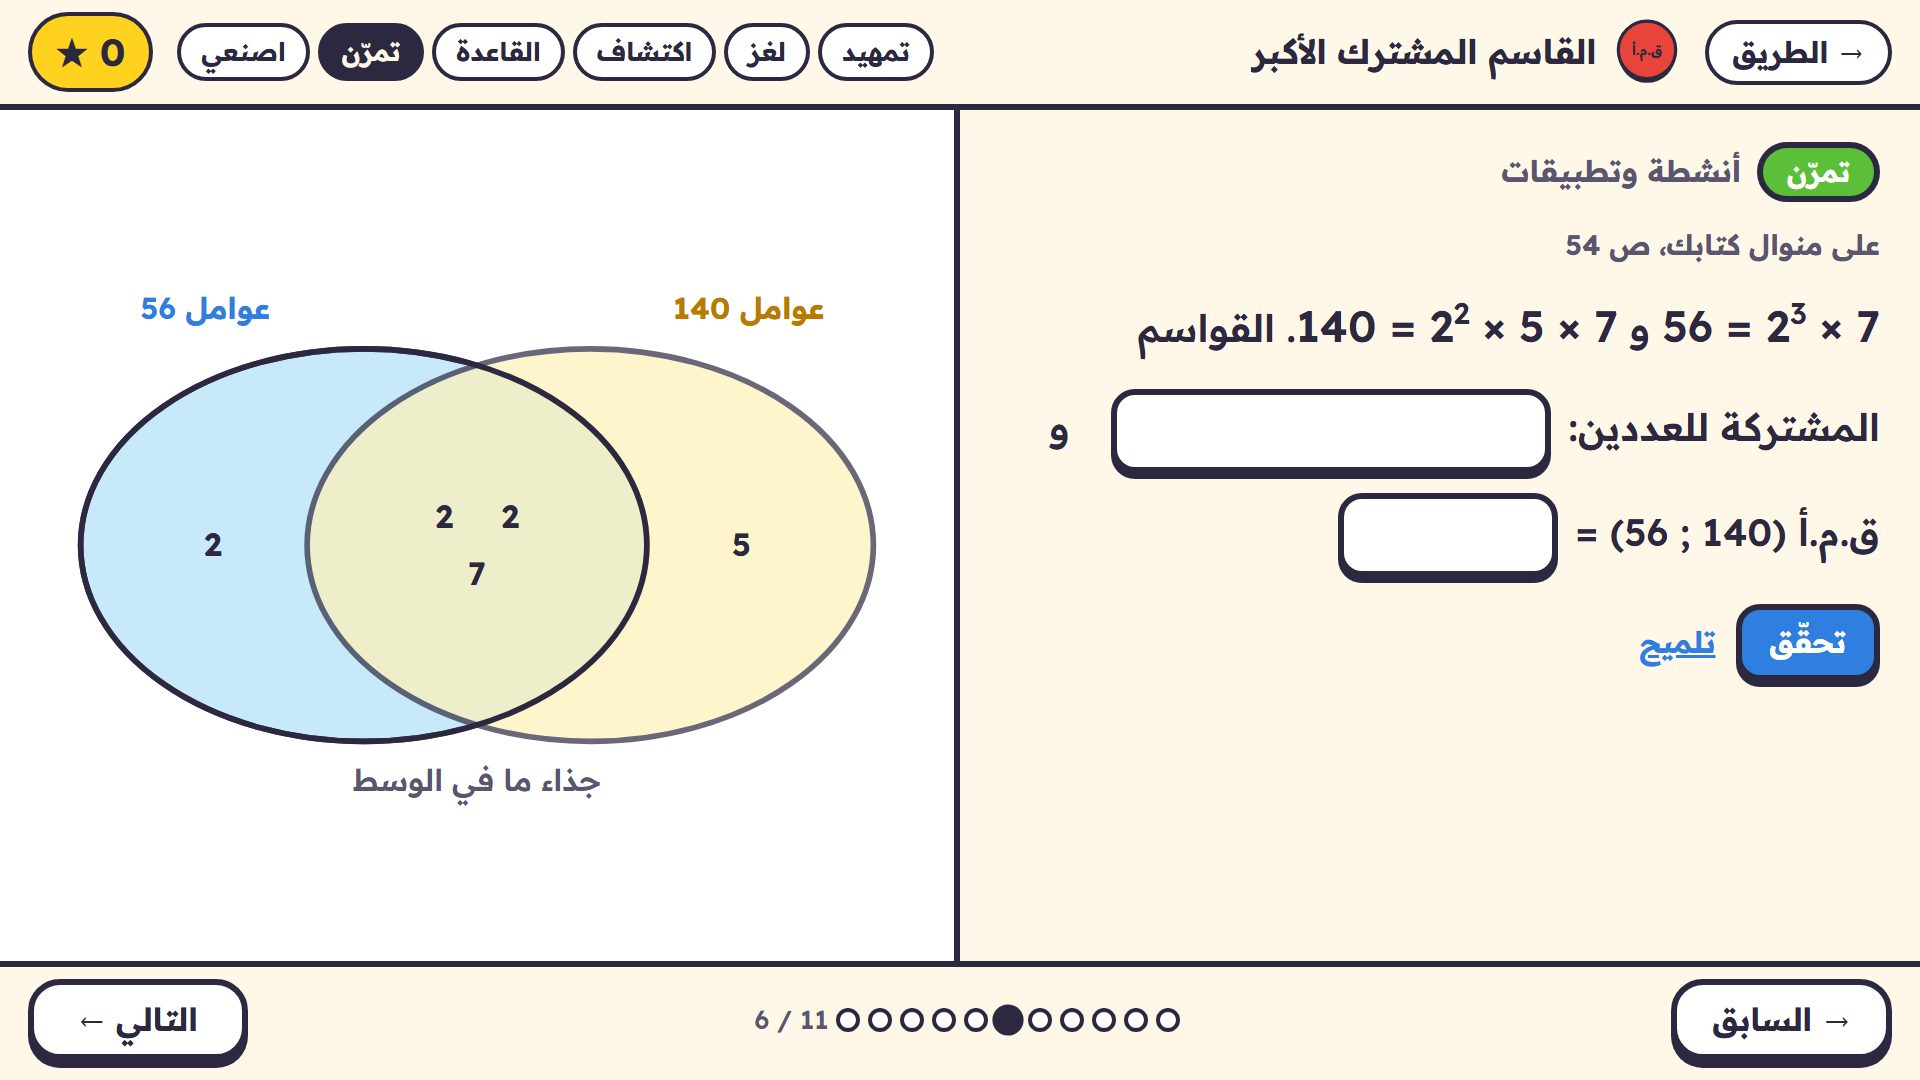 → الطريق
ق.م.أ
القاسم المشترك الأكبر
تمهيد
لغز
اكتشاف
القاعدة
تمرّن
اصنعي
★ 0
تمرّن أنشطة وتطبيقات
على منوال كتابك، ص 54
56 = 2³ × 7 و 140 = 2² × 5 × 7. القواسم
المشتركة للعددين: و
ق.م.أ (56 ; 140) =
تحقّق تلميح
عوامل 140
عوامل 56
2
2 2
7
5
جذاء ما في الوسط
→ السابق
6 / 11
التالي ←